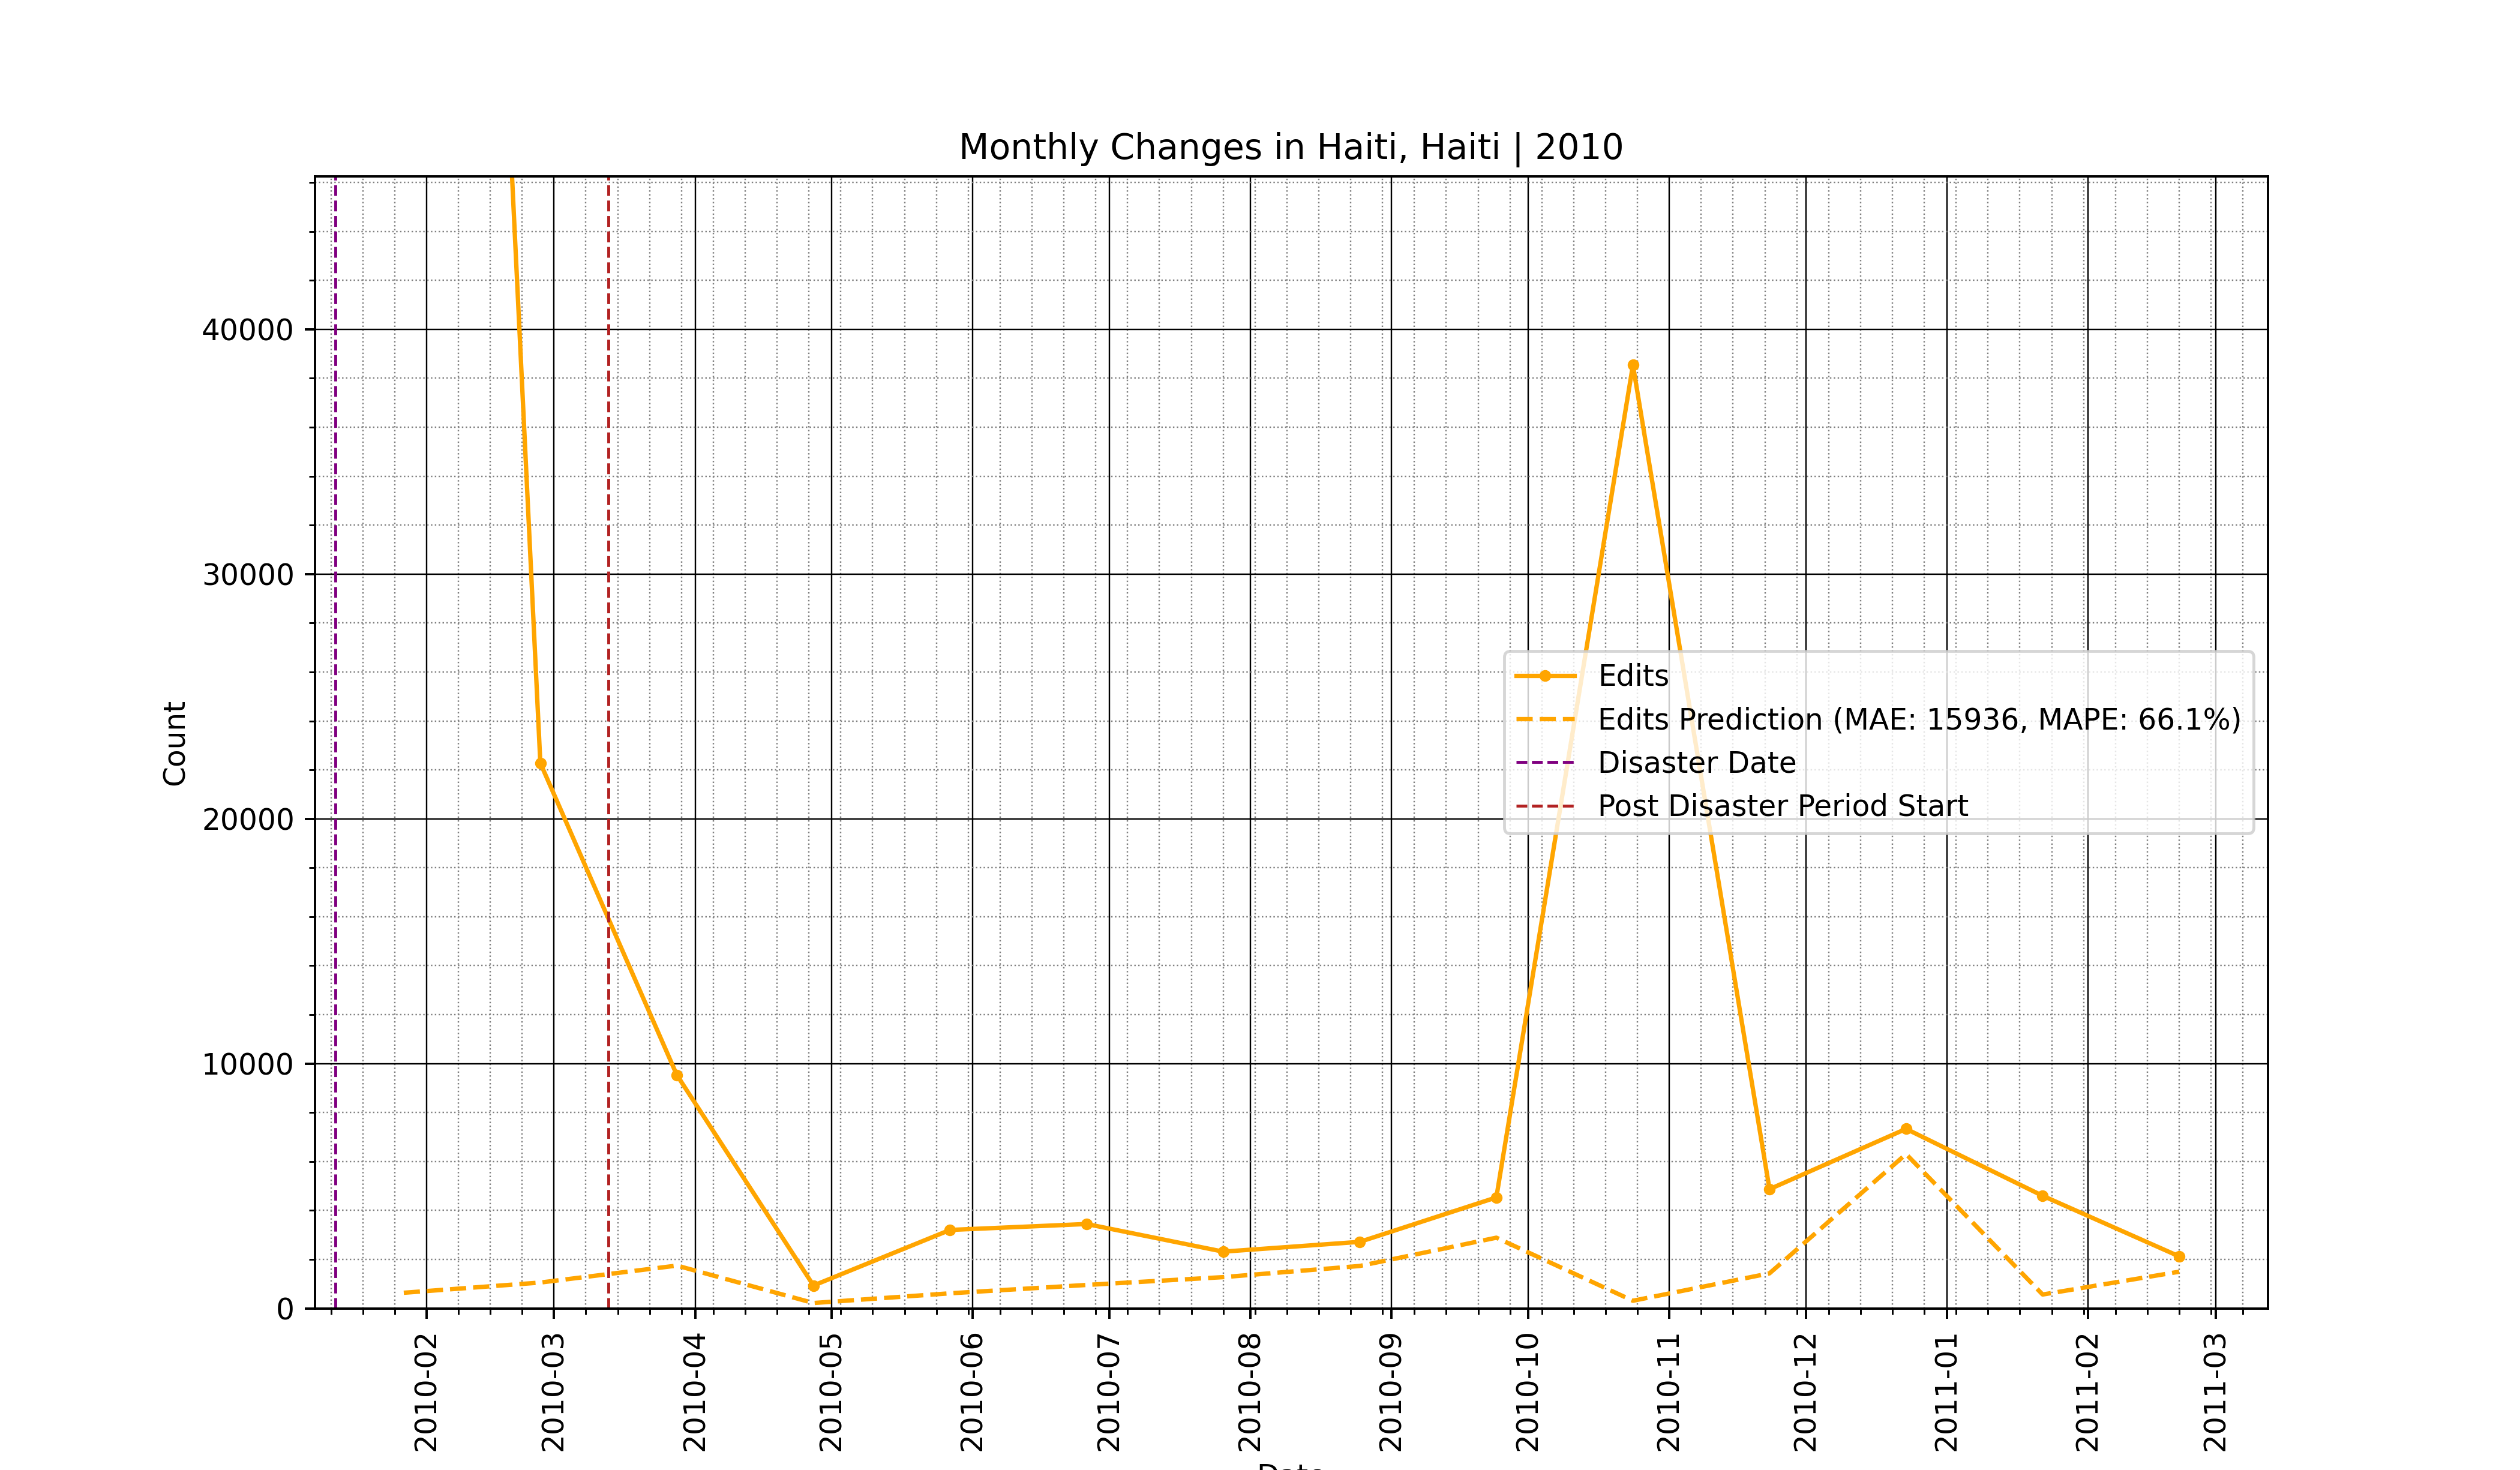 Monthly Changes in Haiti, Haiti | 2010
Count
40000
30000
20000
10000
0
Edits
Edits Prediction (MAE: 15936, MAPE: 66.1%)
Disaster Date
Post Disaster Period Start
2010-02
2010-03
2010-04
2010-05
2010-06
2010-07
2010-08
2010-09
2010-10
2010-11
2010-12
2011-01
2011-02
2011-03
Date